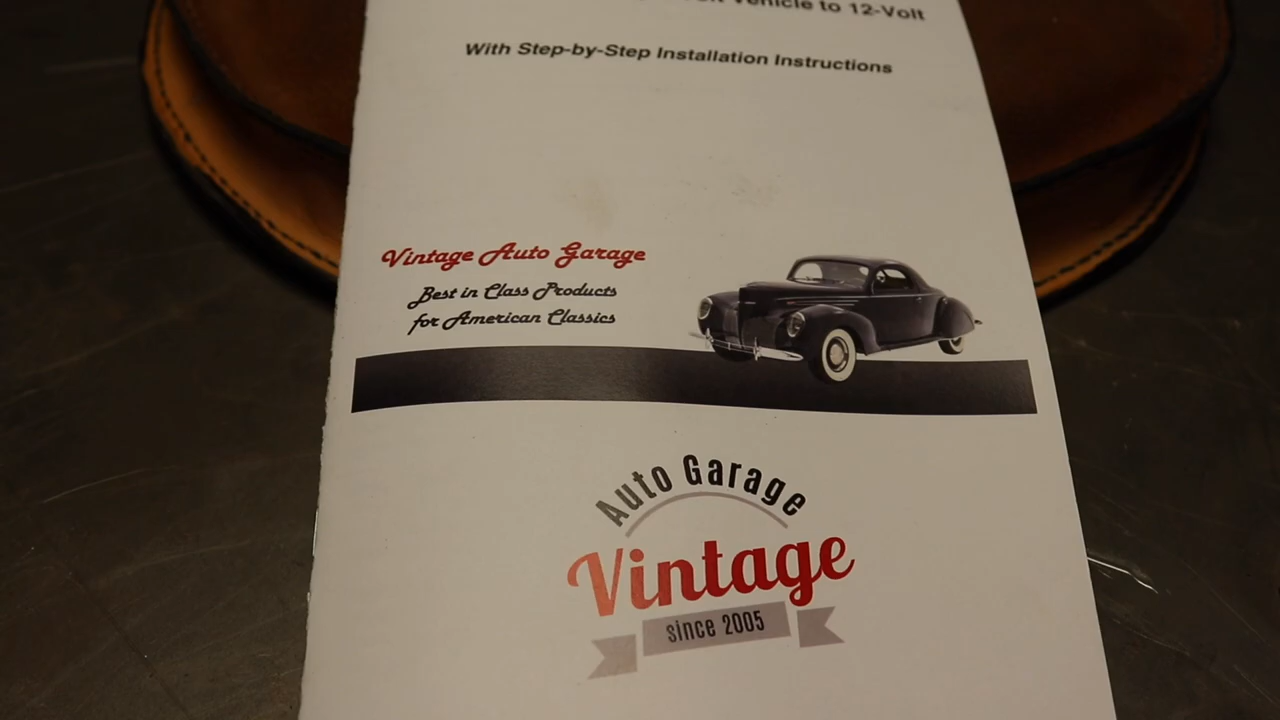 Vehicle to 12-Volt
With Step-by-Step Installation Instructions
Vintage Auto Garage
Best in Class Products
for American Classics
Auto Garage
Vintage
since 2005